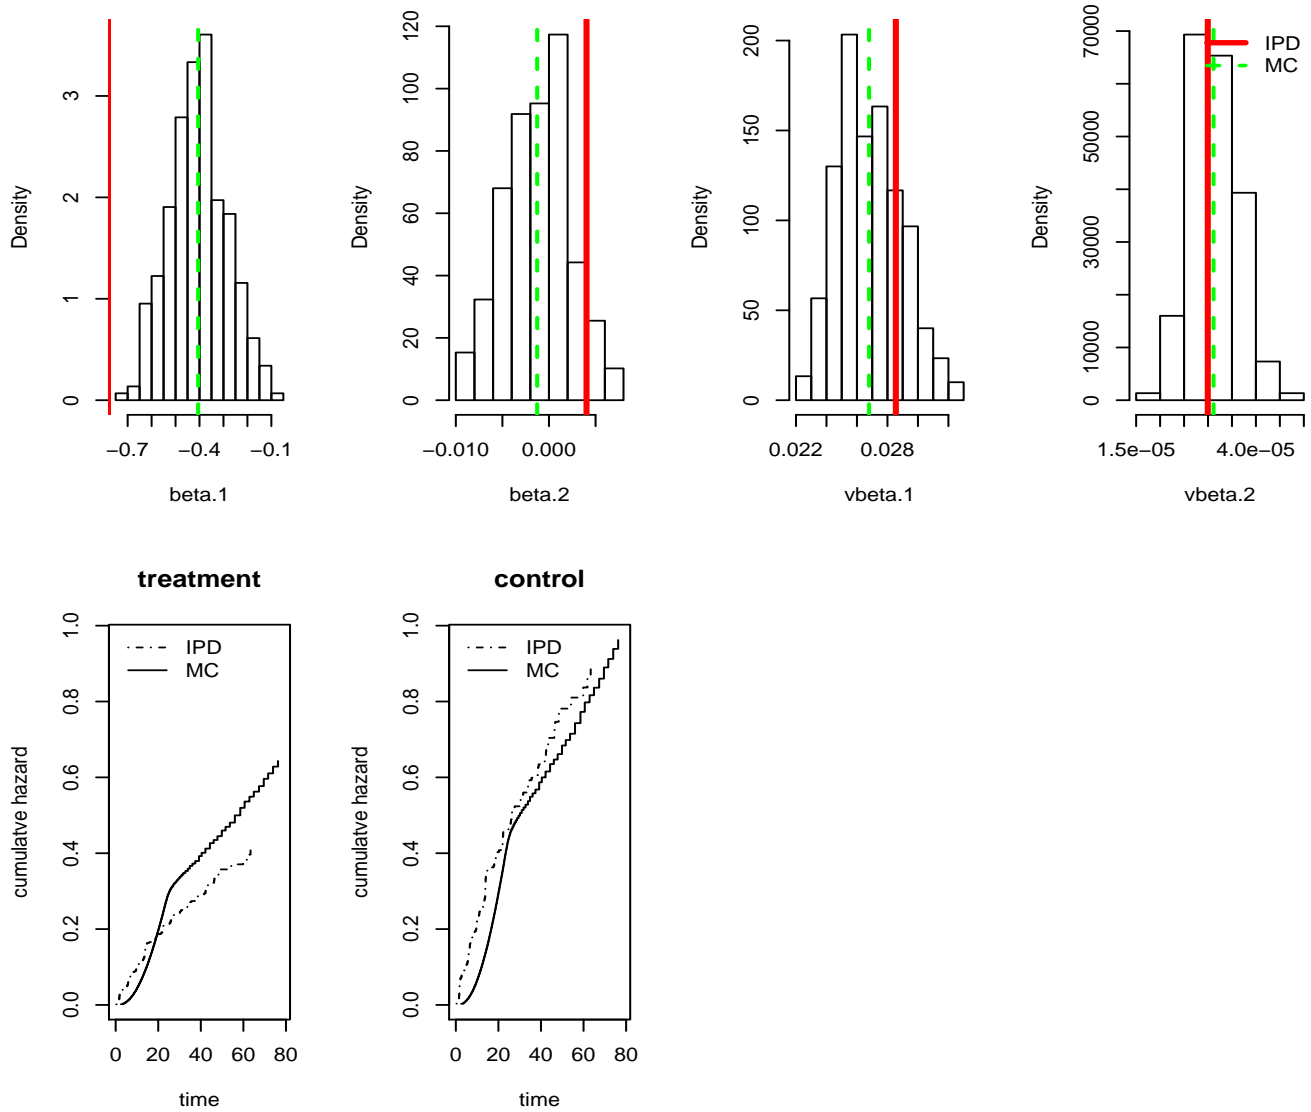 Density
0 1 2 3
−0.7 −0.4 −0.1
beta.1
Density
0 20 40 60 80 100 120
−0.010 0.000
beta.2
Density
0 50 100 150 200
0.022 0.028
vbeta.1
Density
0 10000 30000 50000 70000
1.5e−05 4.0e−05
vbeta.2
IPD
MC
treatment
cumulatve hazard
0.0 0.2 0.4 0.6 0.8 1.0
IPD
MC
0 20 40 60 80
time
control
cumulatve hazard
0.0 0.2 0.4 0.6 0.8 1.0
IPD
MC
0 20 40 60 80
time